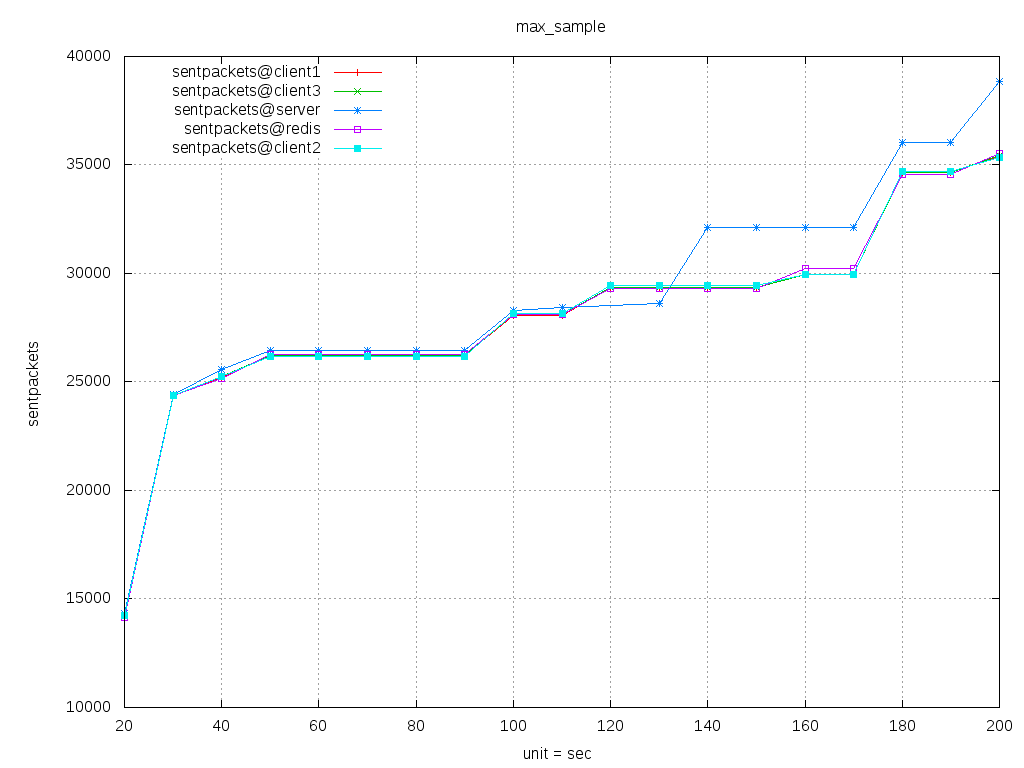 max_sample
40000
35000
30000
25000
20000
15000
10000
sentpackets
sentpackets@client1
sentpackets@client3
sentpackets@server
sentpackets@redis
sentpackets@client2
20 40 60 80 100 120 140 160 180 200
unit = sec